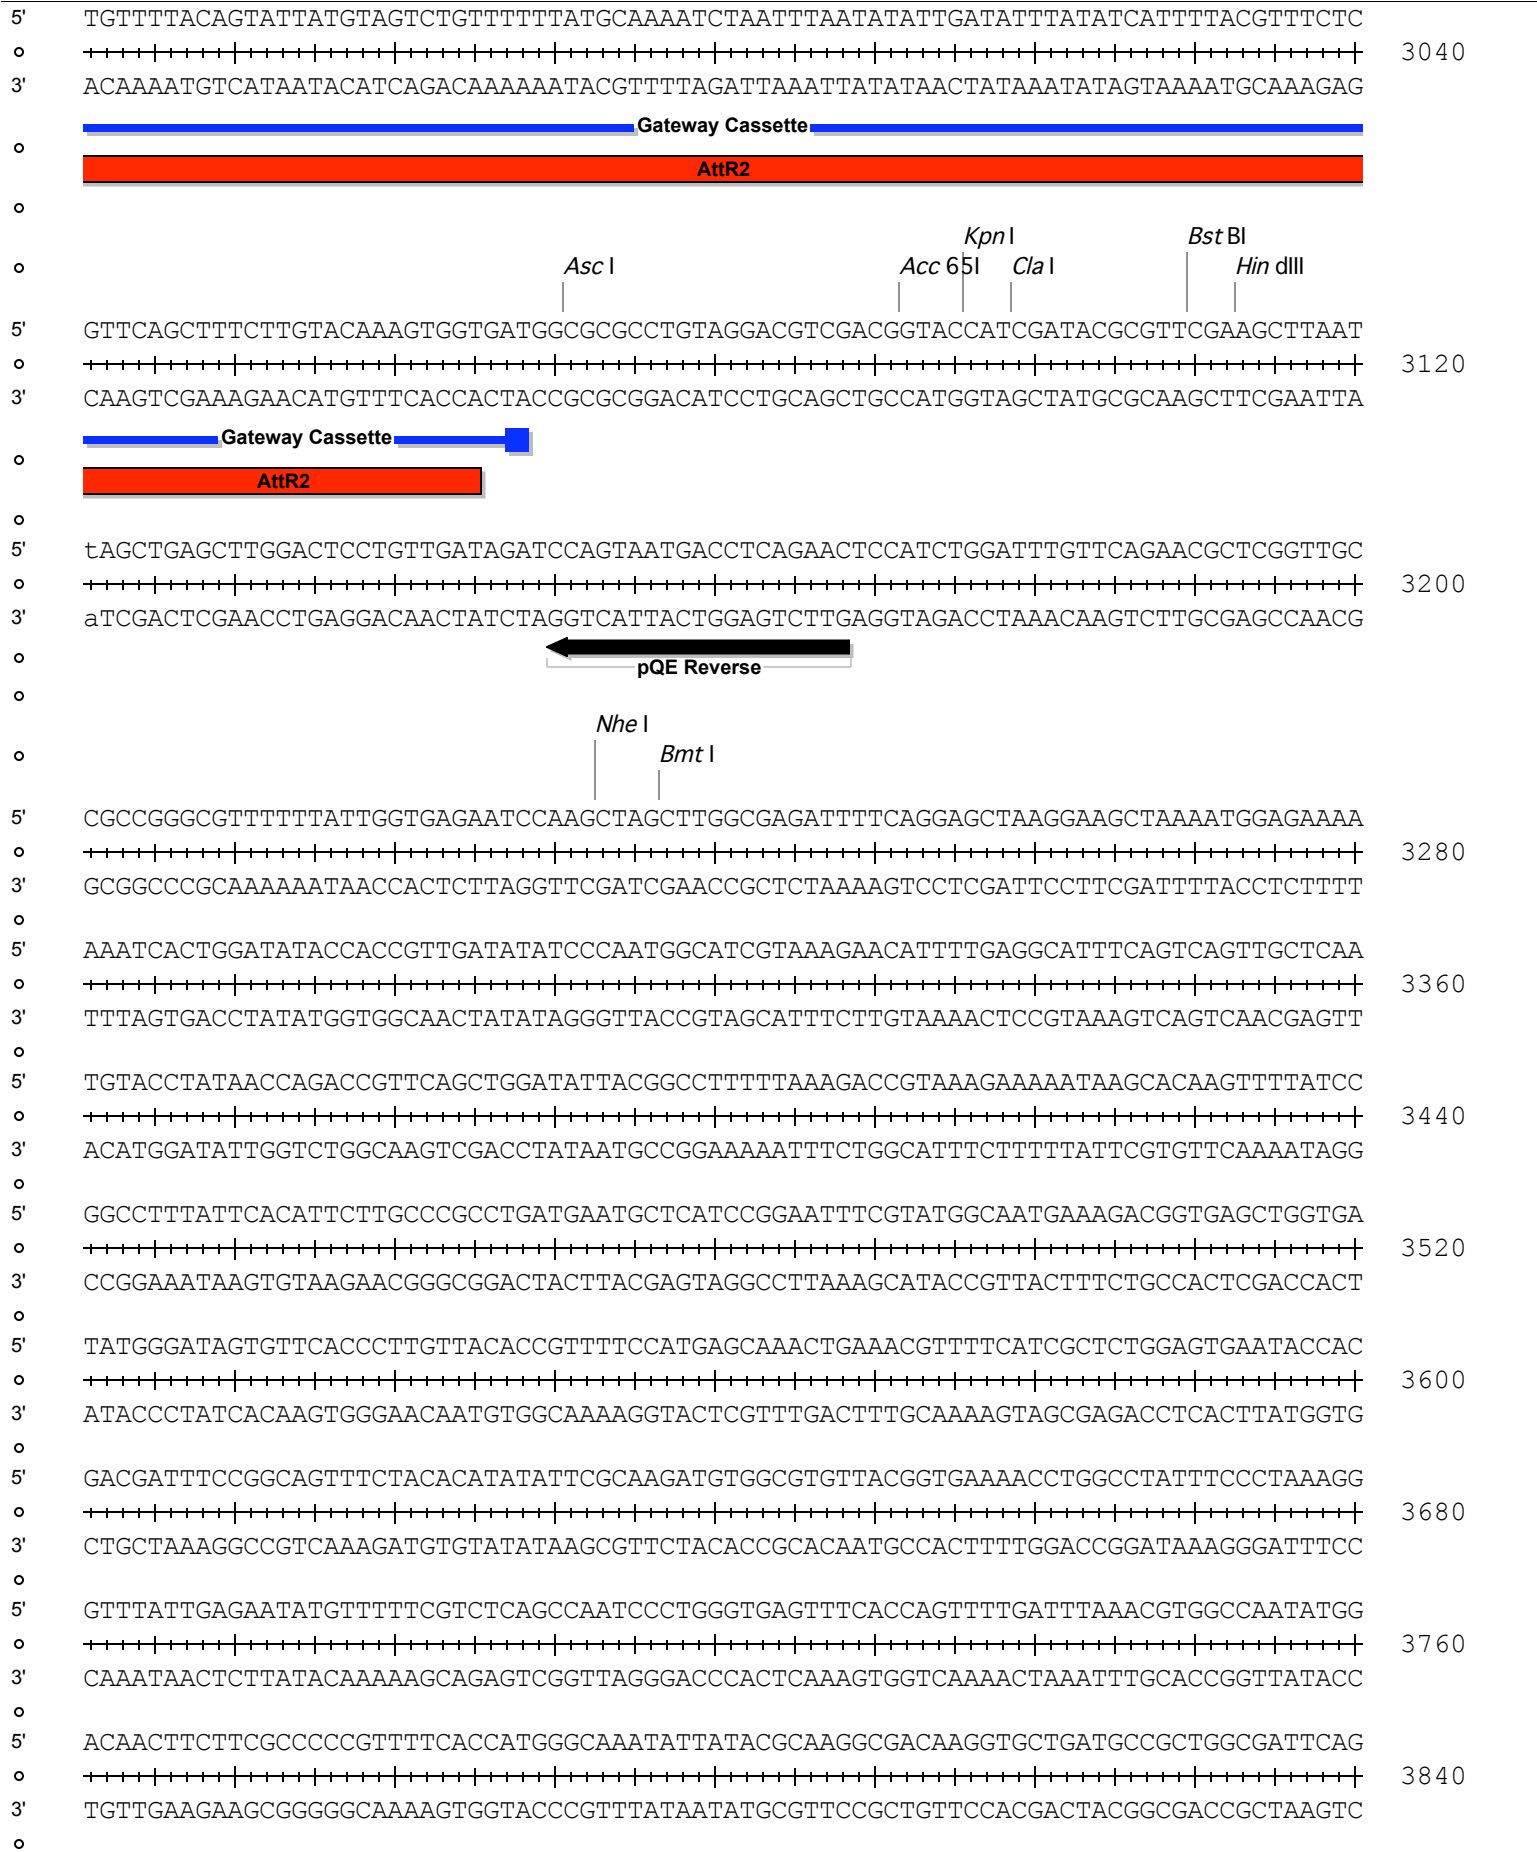 5' TGTTTTACAGTATTATGTAGTCTGTTTTTTATGCAAAATCTAATTTAATATATTGATATTTATATCATTTTACGTTTCTC
3040
3' ACAAAATGTCATAATACATCAGACAAAAAATACGTTTTAGATTAAATTATATAACTATAAATATAGTAAAATGCAAAGAG
Gateway Cassette
AttR2
Kpn I Bst BI
Asc I Acc 65I Cla I Hin dIII
5' GTTCAGCTTTCTTGTACAAAGTGGTGATGGCGCGCCTGTAGGACGTCGACGGTACCATCGATACGCGTTCGAAGCTTAAT
3120
3' CAAGTCGAAAGAACATGTTTCACCACTACCGCGCGGACATCCTGCAGCTGCCATGGTAGCTATGCGCAAGCTTCGAATTA
Gateway Cassette
AttR2
5' tAGCTGAGCTTGGACTCCTGTTGATAGATCCAGTAATGACCTCAGAACTCCATCTGGATTTGTTCAGAACGCTCGGTTGC
3200
3' aTCGACTCGAACCTGAGGACAACTATCTAGGTCATTACTGGAGTCTTGAGGTAGACCTAAACAAGTCTTGCGAGCCAACG
pQE Reverse
Nhe I
Bmt I
5' CGCCGGGCGTTTTTTATTGGTGAGAATCCAAGCTAGCTTGGCGAGATTTTCAGGAGCTAAGGAAGCTAAAATGGAGAAAA
3280
3' GCGGCCCGCAAAAAATAACCACTCTTAGGTTCGATCGAACCGCTCTAAAAGTCCTCGATTCCTTCGATTTTACCTCTTTT
5' AAATCACTGGATATACCACCGTTGATATATCCCAATGGCATCGTAAAGAACATTTTGAGGCATTTCAGTCAGTTGCTCAA
3360
3' TTTAGTGACCTATATGGTGGCAACTATATAGGGTTACCGTAGCATTTCTTGTAAAACTCCGTAAAGTCAGTCAACGAGTT
5' TGTACCTATAACCAGACCGTTCAGCTGGATATTACGGCCTTTTTAAAGACCGTAAAGAAAAATAAGCACAAGTTTTATCC
3440
3' ACATGGATATTGGTCTGGCAAGTCGACCTATAATGCCGGAAAAATTTCTGGCATTTCTTTTTATTCGTGTTCAAAATAGG
5' GGCCTTTATTCACATTCTTGCCCGCCTGATGAATGCTCATCCGGAATTTCGTATGGCAATGAAAGACGGTGAGCTGGTGA
3520
3' CCGGAAATAAGTGTAAGAACGGGCGGACTACTTACGAGTAGGCCTTAAAGCATACCGTTACTTTCTGCCACTCGACCACT
5' TATGGGATAGTGTTCACCCTTGTTACACCGTTTTCCATGAGCAAACTGAAACGTTTTCATCGCTCTGGAGTGAATACCAC
3600
3' ATACCCTATCACAAGTGGGAACAATGTGGCAAAAGGTACTCGTTTGACTTTGCAAAAGTAGCGAGACCTCACTTATGGTG
5' GACGATTTCCGGCAGTTTCTACACATATATTCGCAAGATGTGGCGTGTTACGGTGAAAACCTGGCCTATTTCCCTAAAGG
3680
3' CTGCTAAAGGCCGTCAAAGATGTGTATATAAGCGTTCTACACCGCACAATGCCACTTTTGGACCGGATAAAGGGATTTCC
5' GTTTATTGAGAATATGTTTTTCGTCTCAGCCAATCCCTGGGTGAGTTTCACCAGTTTTGATTTAAACGTGGCCAATATGG
3760
3' CAAATAACTCTTATACAAAAAGCAGAGTCGGTTAGGGACCCACTCAAAGTGGTCAAAACTAAATTTGCACCGGTTATACC
5' ACAACTTCTTCGCCCCCGTTTTCACCATGGGCAAATATTATACGCAAGGCGACAAGGTGCTGATGCCGCTGGCGATTCAG
3840
3' TGTTGAAGAAGCGGGGGCAAAAGTGGTACCCGTTTATAATATGCGTTCCGCTGTTCCACGACTACGGCGACCGCTAAGTC